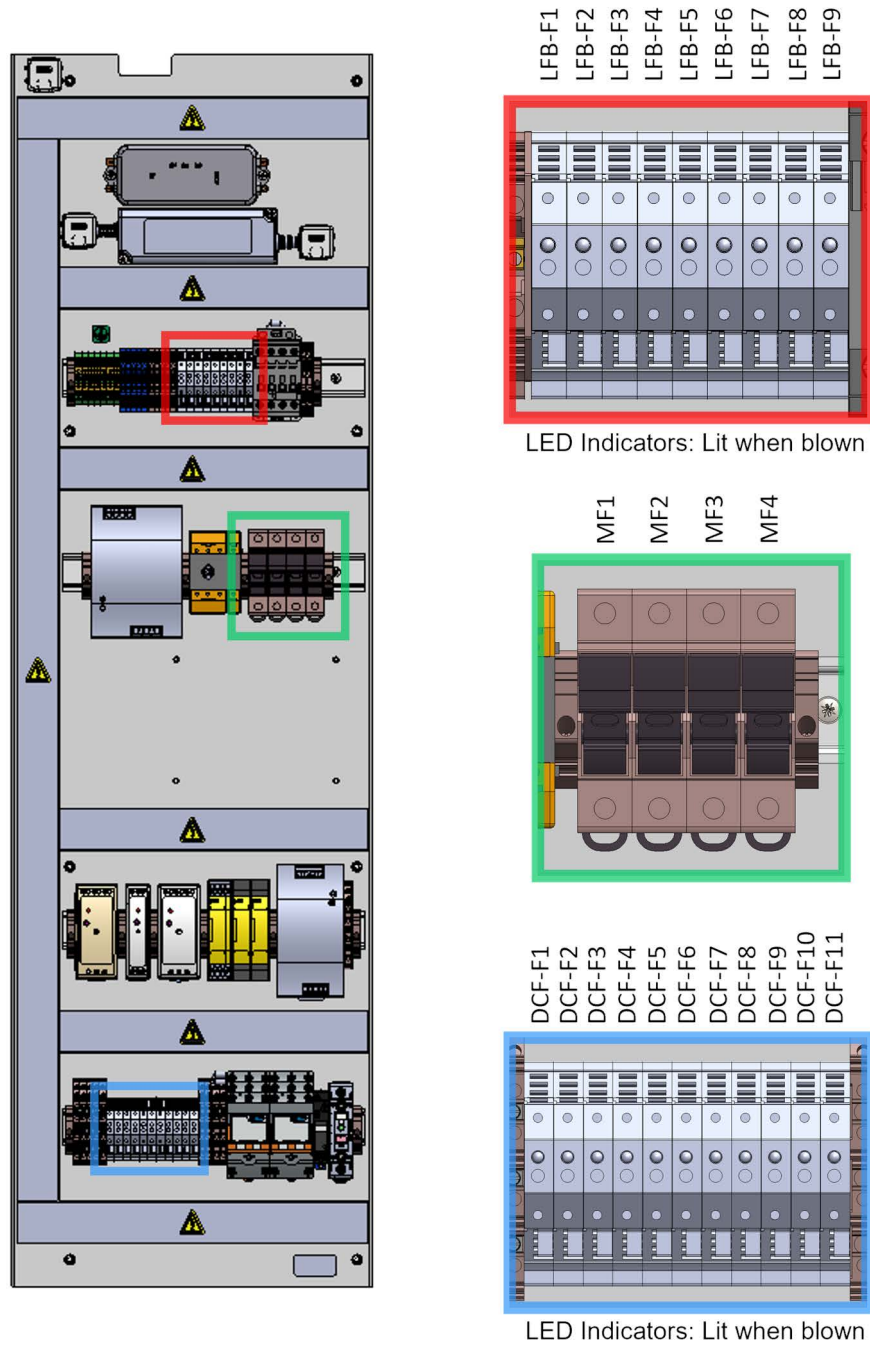 LFB-F1
LFB-F2
LFB-F3
LFB-F4
LFB-F5
LFB-F6
LFB-F7
LFB-F8
LFB-F9
LED Indicators: Lit when blown
MF1
MF2
MF3
MF4
DCF-F1
DCF-F2
DCF-F3
DCF-F4
DCF-F5
DCF-F6
DCF-F7
DCF-F8
DCF-F9
DCF-F10
DCF-F11
LED Indicators: Lit when blown